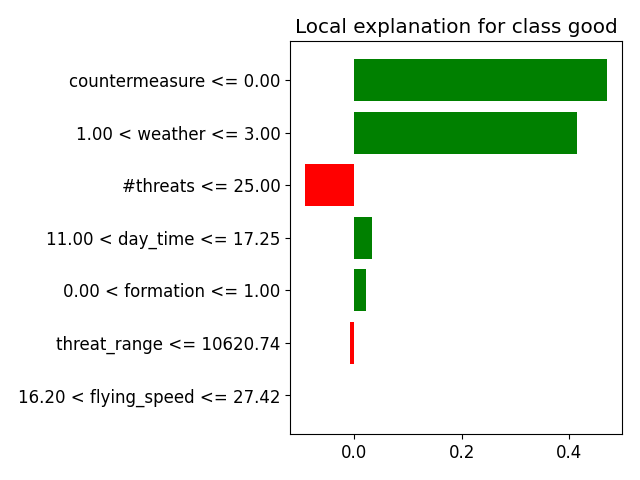 Local explanation for class good
countermeasure <= 0.00
1.00 < weather <= 3.00
#threats <= 25.00
11.00 < day_time <= 17.25
0.00 < formation <= 1.00
threat_range <= 10620.74
16.20 < flying_speed <= 27.42
0.0 0.2 0.4